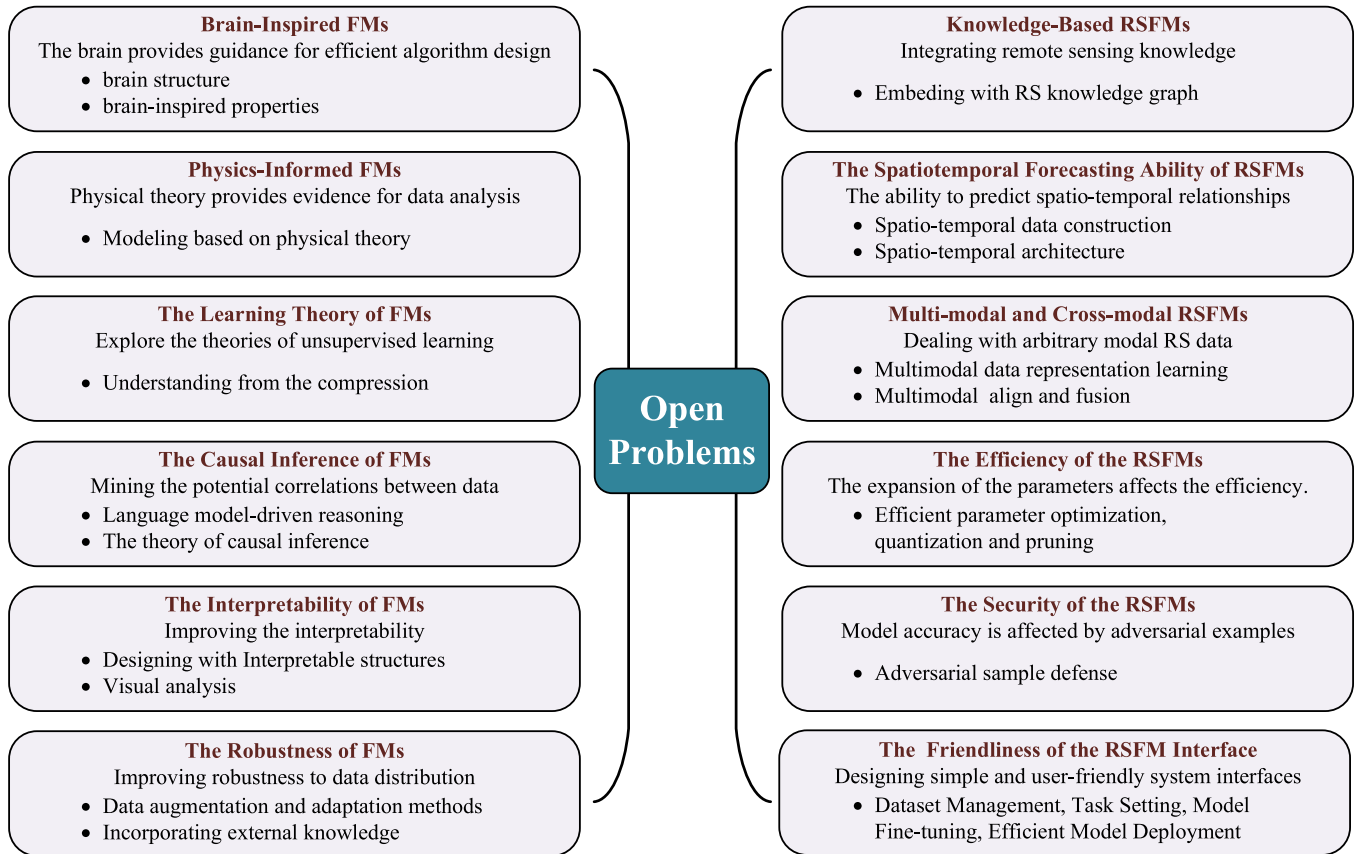 Brain-Inspired FMs
The brain provides guidance for efficient algorithm design
• brain structure
• brain-inspired properties
Physics-Informed FMs
Physical theory provides evidence for data analysis
• Modeling based on physical theory
The Learning Theory of FMs
Explore the theories of unsupervised learning
• Understanding from the compression
The Causal Inference of FMs
Mining the potential correlations between data
• Language model-driven reasoning
• The theory of causal inference
The Interpretability of FMs
Improving the interpretability
• Designing with Interpretable structures
• Visual analysis
The Robustness of FMs
Improving robustness to data distribution
• Data augmentation and adaptation methods
• Incorporating external knowledge
Open
Problems
Knowledge-Based RSFMs
Integrating remote sensing knowledge
• Embeding with RS knowledge graph
The Spatiotemporal Forecasting Ability of RSFMs
The ability to predict spatio-temporal relationships
• Spatio-temporal data construction
• Spatio-temporal architecture
Multi-modal and Cross-modal RSFMs
Dealing with arbitrary modal RS data
• Multimodal data representation learning
• Multimodal align and fusion
The Efficiency of the RSFMs
The expansion of the parameters affects the efficiency.
• Efficient parameter optimization,
quantization and pruning
The Security of the RSFMs
Model accuracy is affected by adversarial examples
• Adversarial sample defense
The Friendliness of the RSFM Interface
Designing simple and user-friendly system interfaces
• Dataset Management, Task Setting, Model
Fine-tuning, Efficient Model Deployment